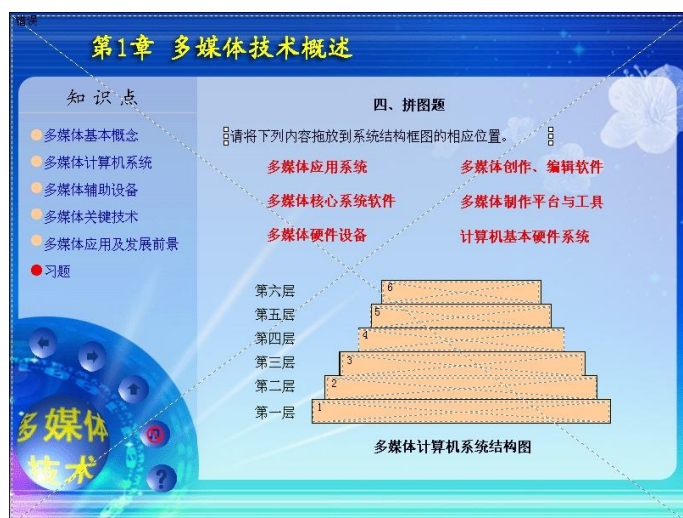 错误
第1章 多媒体技术概述
知识点
多媒体基本概念
多媒体计算机系统
多媒体辅助设备
多媒体关键技术
多媒体应用及发展前景
习题
四、拼图题
请将下列内容拖放到系统结构框图的相应位置。
多媒体应用系统 多媒体创作、编辑软件
多媒体核心系统软件 多媒体制作平台与工具
多媒体硬件设备 计算机基本硬件系统
第六层 6
第五层 5
第四层 4
第三层 3
第二层 2
第一层 1
多媒体计算机系统结构图
多媒体
技术
?